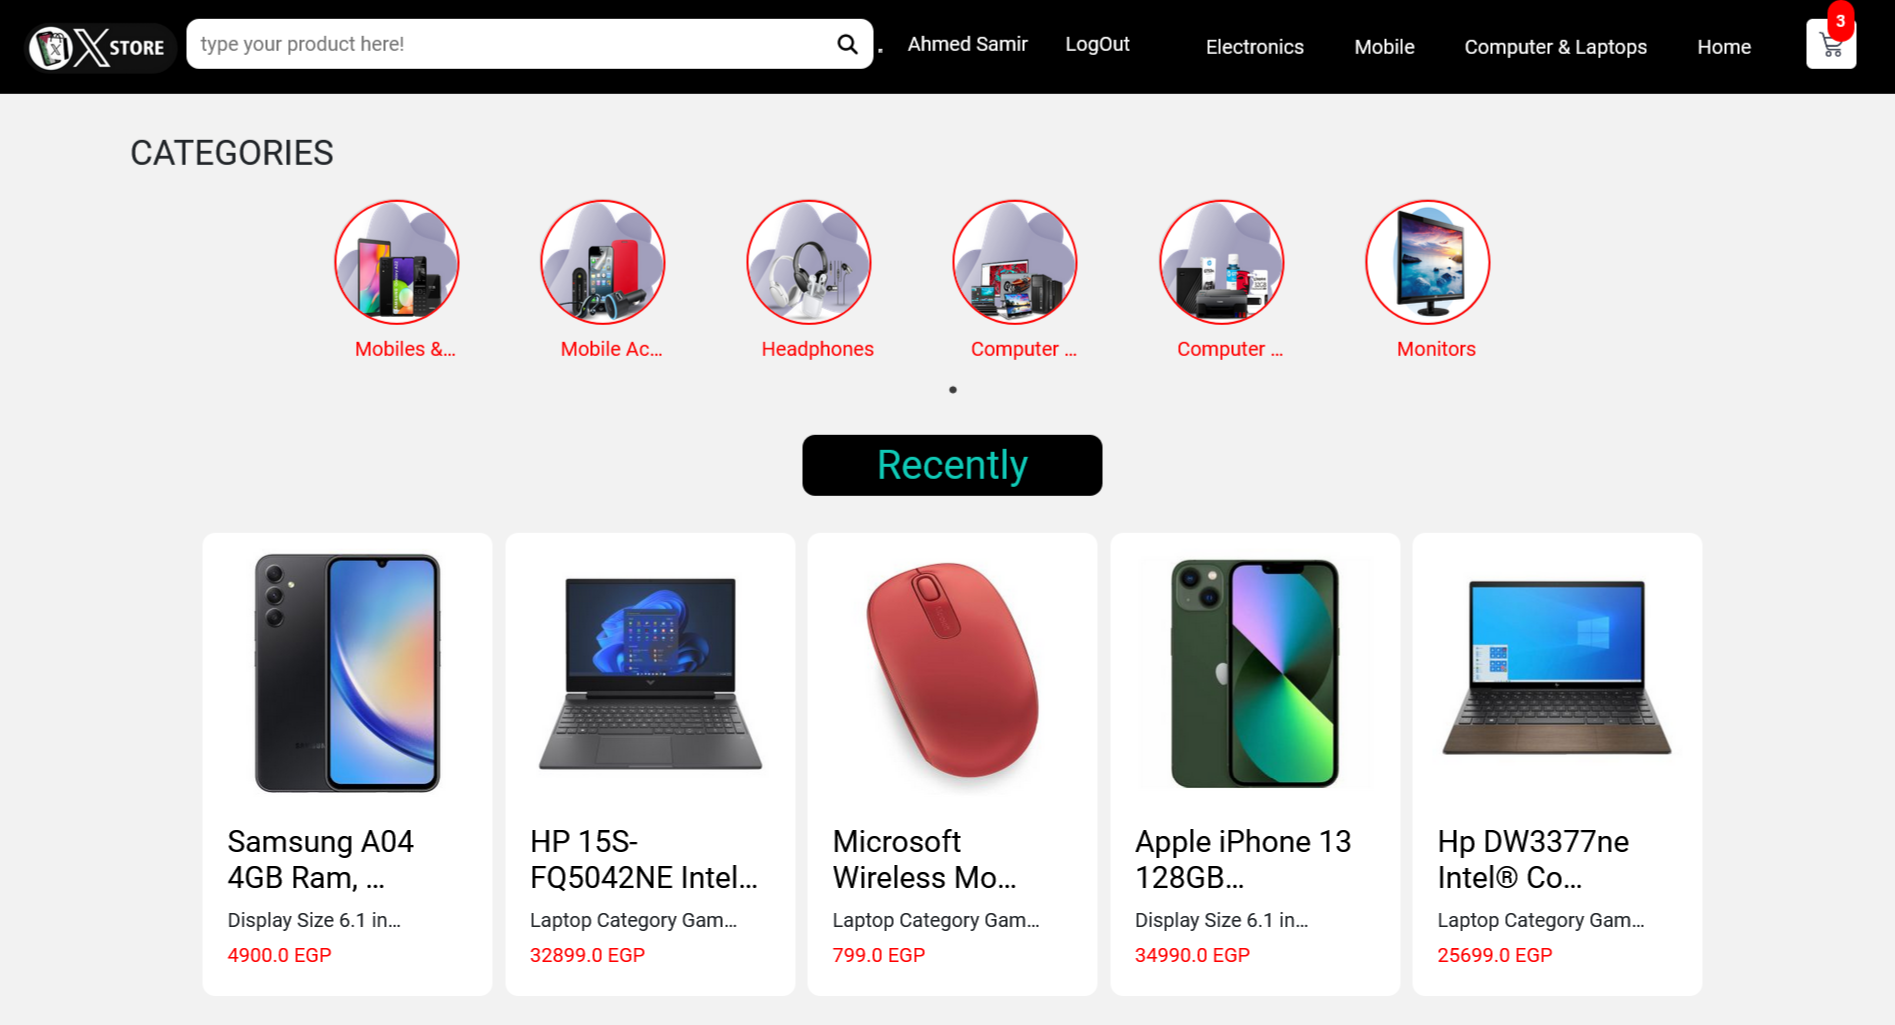 X STORE
type your product here!
.
Ahmed Samir
LogOut
Electronics
Mobile
Computer & Laptops
Home
3
CATEGORIES
Mobiles &...
Mobile Ac...
Headphones
Computer ...
Computer ...
Monitors
Recently
Samsung A04
4GB Ram, ...
Display Size 6.1 in...
4900.0 EGP
HP 15S-
FQ5042NE Intel...
Laptop Category Gam...
32899.0 EGP
Microsoft
Wireless Mo...
Laptop Category Gam...
799.0 EGP
Apple iPhone 13
128GB...
Display Size 6.1 in...
34990.0 EGP
Hp DW3377ne
Intel® Co...
Laptop Category Gam...
25699.0 EGP